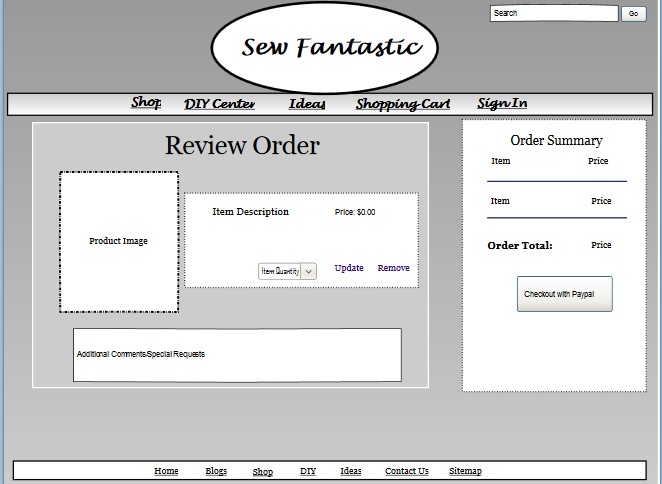 Search Go
Sew Fantastic
Shop DIY Center Ideas Shopping Cart Sign In
Review Order
Product Image
Item Description Price: $0.00
Item Quantity Update Remove
Additional Comments/Special Requests
Order Summary
Item Price
Item Price
Order Total: Price
Checkout with Paypal
Home Blogs Shop DIY Ideas Contact Us Sitemap